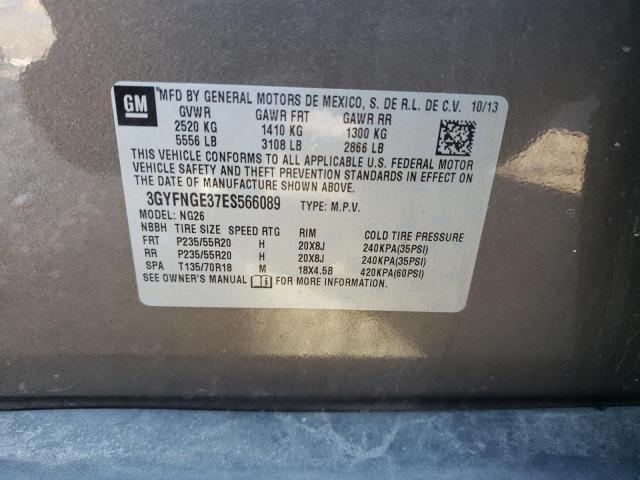 GM
MFD BY GENERAL MOTORS DE MEXICO, S. DE R.L. DE C.V. 10/13
GVWR GAWR FRT GAWR RR
2520 KG 1410 KG 1300 KG
5556 LB 3108 LB 2866 LB
THIS VEHICLE CONFORMS TO ALL APPLICABLE U.S. FEDERAL MOTOR
VEHICLE SAFETY AND THEFT PREVENTION STANDARDS IN EFFECT ON THE
DATE OF MANUFACTURE SHOWN ABOVE.
3GYFNGE37ES566089 TYPE: M.P.V.
MODEL: NG26
NBBH TIRE SIZE SPEED RTG RIM COLD TIRE PRESSURE
FRT P235/55R20 H 20X8J 240KPA(35PSI)
RR P235/55R20 H 20X8J 240KPA(35PSI)
SPA T135/70R18 M 18X4.5B 420KPA(60PSI)
SEE OWNER'S MANUAL FOR MORE INFORMATION.